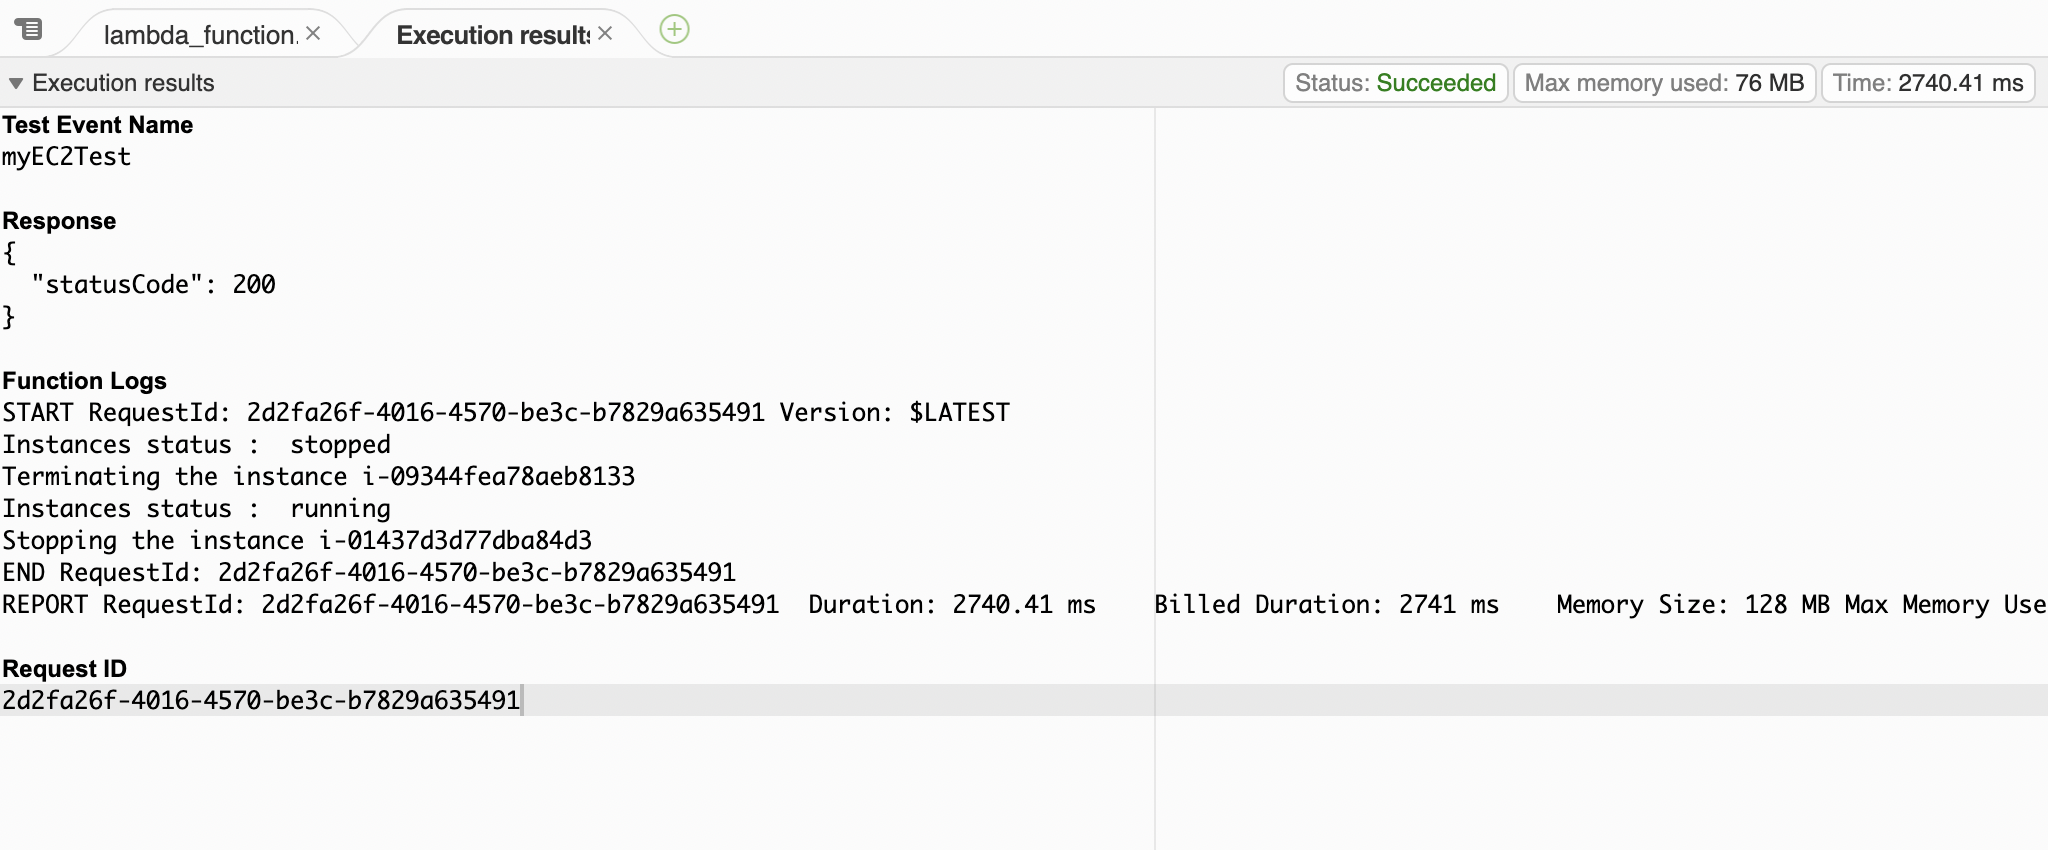 lambda_function.
Execution results
Execution results
Status: Succeeded
Max memory used: 76 MB
Time: 2740.41 ms
Test Event Name
myEC2Test
Response
{
"statusCode": 200
}
Function Logs
START RequestId: 2d2fa26f-4016-4570-be3c-b7829a635491 Version: $LATEST
Instances status :  stopped
Terminating the instance i-09344fea78aeb8133
Instances status :  running
Stopping the instance i-01437d3d77dba84d3
END RequestId: 2d2fa26f-4016-4570-be3c-b7829a635491
REPORT RequestId: 2d2fa26f-4016-4570-be3c-b7829a635491  Duration: 2740.41 ms    Billed Duration: 2741 ms    Memory Size: 128 MB Max Memory Use
Request ID
2d2fa26f-4016-4570-be3c-b7829a635491